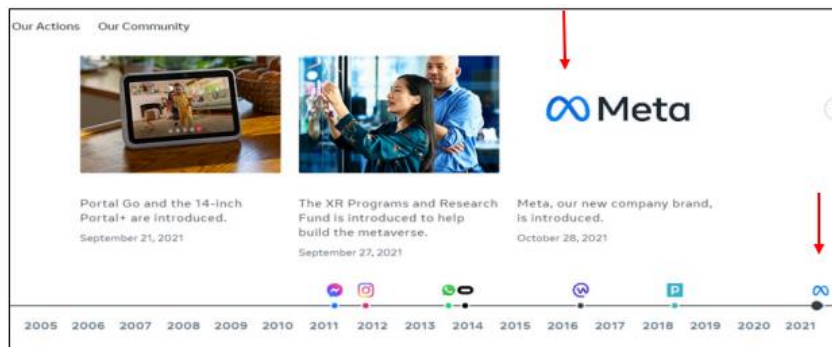 Our Actions Our Community
Meta
Portal Go and the 14-inch
Portal+ are introduced.
September 21, 2021
The XR Programs and Research
Fund is introduced to help
build the metaverse.
September 27, 2021
Meta, our new company brand,
is introduced.
October 28, 2021
2005 2006 2007 2008 2009 2010 2011 2012 2013 2014 2015 2016 2017 2018 2019 2020 2021